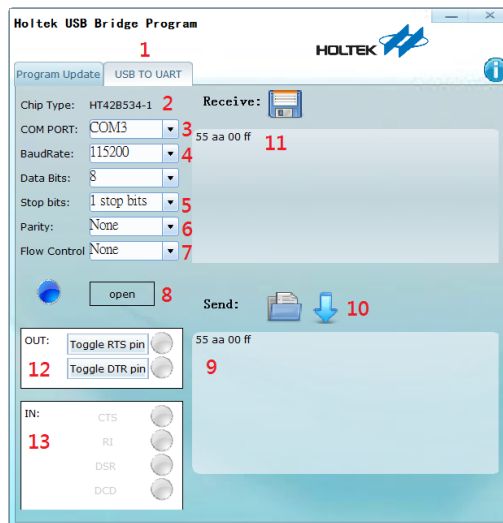 Holtek USB Bridge Program
HOLTEK
1
Program Update
USB TO UART
Chip Type: HT42B534-1 2
COM PORT: COM3 3
BaudRate: 115200 4
Data Bits: 8
Stop bits: 1 stop bits 5
Parity: None 6
Flow Control None 7
open 8
OUT: Toggle RTS pin
12 Toggle DTR pin
IN: CTS
13 RI
DSR
DCD
Receive:
55 aa 00 ff 11
Send: 10
55 aa 00 ff
9